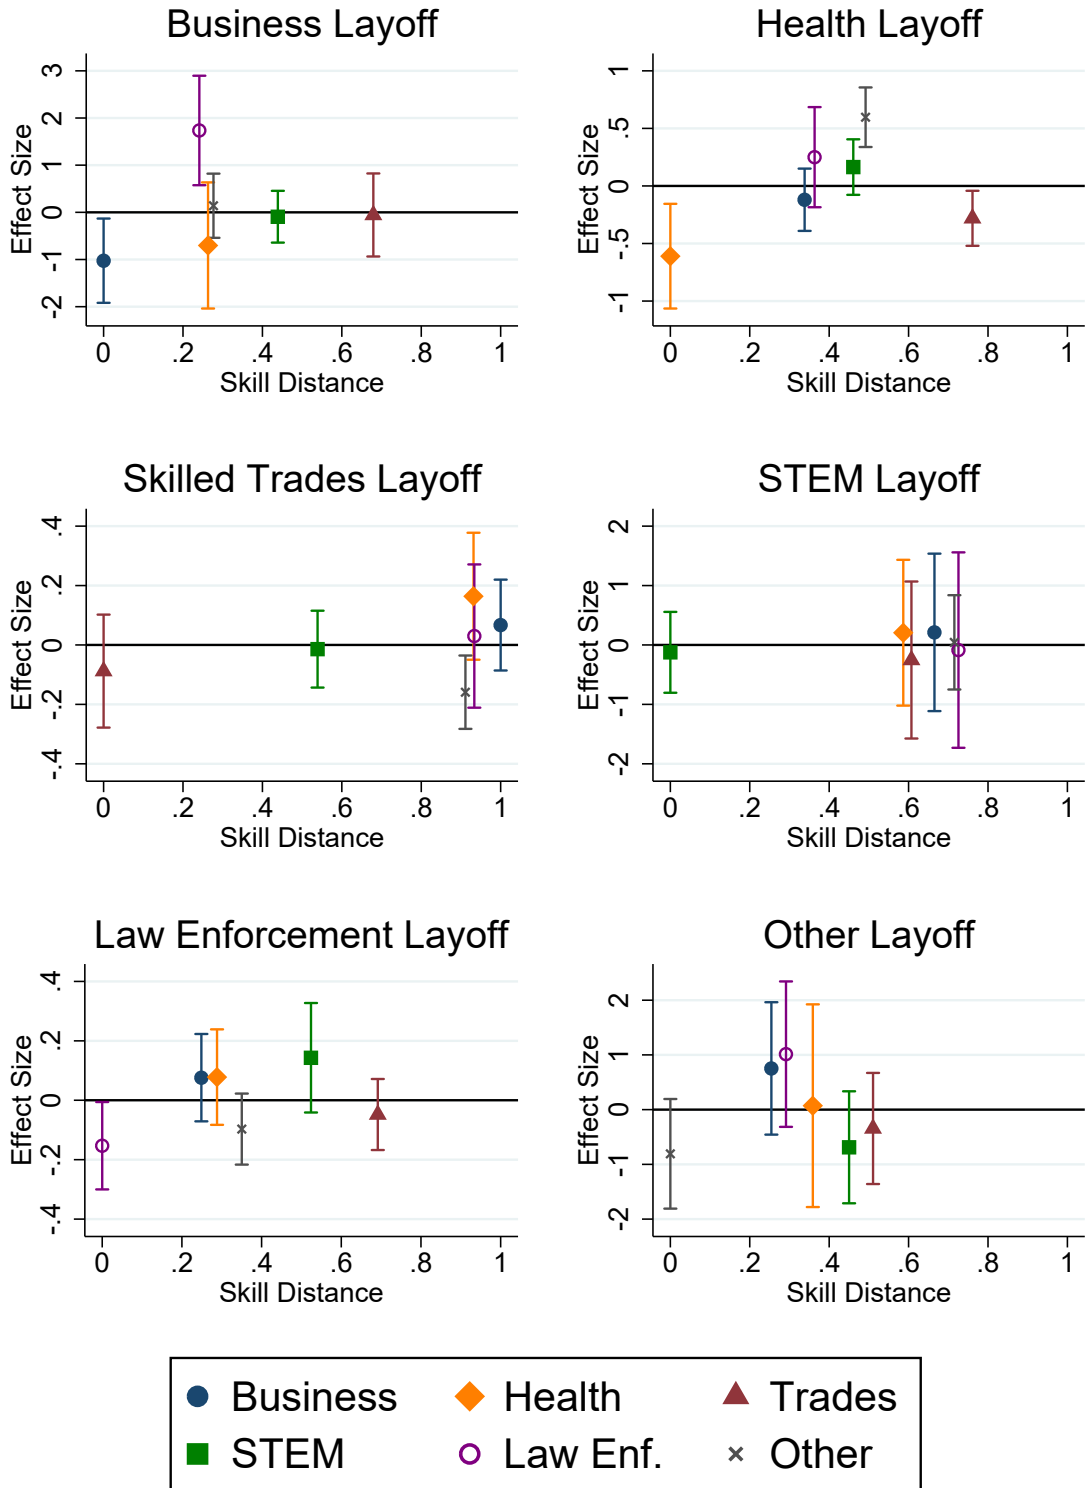 Business Layoff
Effect Size
3
2
1
0
-1
-2
0 .2 .4 .6 .8 1
Skill Distance
Health Layoff
Effect Size
1
.5
0
-.5
-1
0 .2 .4 .6 .8 1
Skill Distance
Skilled Trades Layoff
Effect Size
.4
.2
0
-.2
-.4
0 .2 .4 .6 .8 1
Skill Distance
STEM Layoff
Effect Size
2
1
0
-1
-2
0 .2 .4 .6 .8 1
Skill Distance
Law Enforcement Layoff
Effect Size
.4
.2
0
-.2
-.4
0 .2 .4 .6 .8 1
Skill Distance
Other Layoff
Effect Size
2
1
0
-1
-2
0 .2 .4 .6 .8 1
Skill Distance
Business Health Trades
STEM Law Enf. Other